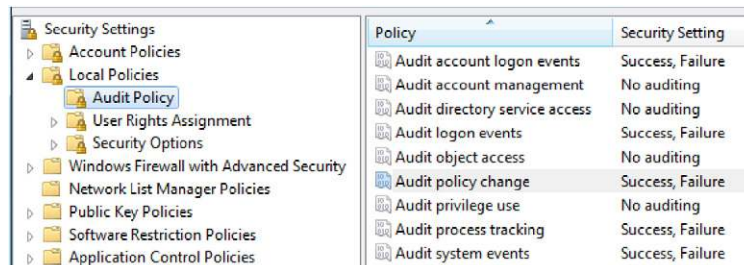 Security Settings
Account Policies
Local Policies
Audit Policy
User Rights Assignment
Security Options
Windows Firewall with Advanced Security
Network List Manager Policies
Public Key Policies
Software Restriction Policies
Application Control Policies
Policy Security Setting
Audit account logon events Success, Failure
Audit account management No auditing
Audit directory service access No auditing
Audit logon events Success, Failure
Audit object access No auditing
Audit policy change Success, Failure
Audit privilege use No auditing
Audit process tracking Success, Failure
Audit system events Success, Failure